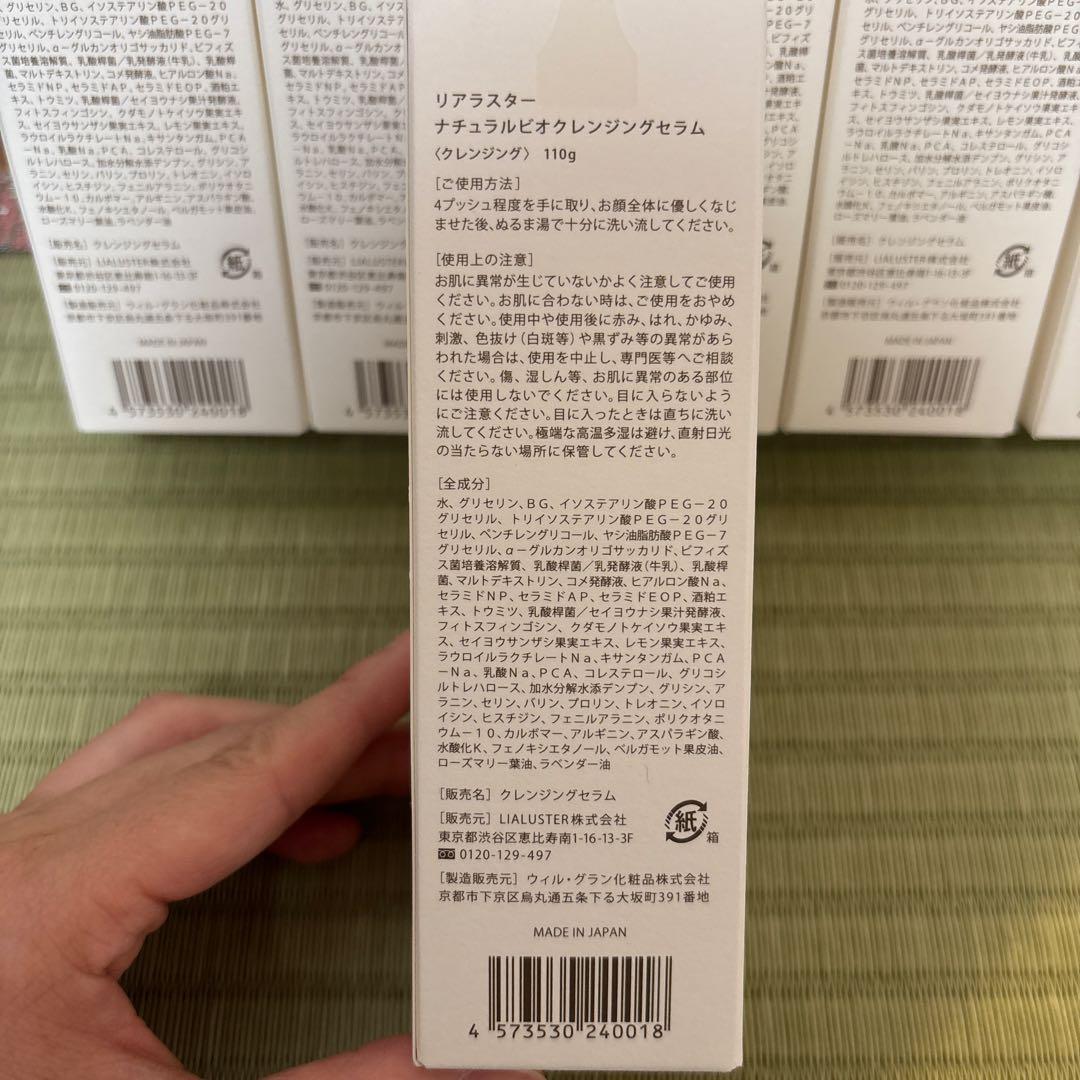 リアラスター
ナチュラルビオクレンジングセラム
〈クレンジング〉 110g
［ご使用方法］
4プッシュ程度を手に取り、お顔全体に優しくなじ
ませた後、ぬるま湯で十分に洗い流してください。
［使用上の注意］
お肌に異常が生じていないかよく注意してご使用
ください。お肌に合わない時は、ご使用をおやめ
ください。使用中や使用後に赤み、はれ、かゆみ、
刺激、色抜け（白斑等）や黒ずみ等の異常があら
われた場合は、使用を中止し、専門医等へご相談
ください。傷、湿しん等、お肌に異常のある部位
には使用しないでください。目に入らないよう
にご注意ください。目に入ったときは直ちに洗い
流してください。極端な高温多湿は避け、直射日光
の当たらない場所に保管してください。
［全成分］
水、グリセリン、ＢＧ、イソステアリン酸ＰＥＧ－２０
グリセリル、トリイソステアリン酸ＰＥＧ－２０グリ
セリル、ペンチレングリコール、ヤシ油脂肪酸ＰＥＧ－７
グリセリル、α－グルカンオリゴサッカリド、ビフィズ
ス菌培養溶解質、乳酸桿菌／乳発酵液（牛乳）、乳酸桿
菌、マルトデキストリン、コメ発酵液、ヒアルロン酸Ｎａ、
セラミドＮＰ、セラミドＡＰ、セラミドＥＯＰ、酒粕エ
キス、トウミツ、乳酸桿菌／セイヨウナシ果汁発酵液、
フィトスフィンゴシン、クダモノトケイソウ果実エキ
ス、セイヨウサンザシ果実エキス、レモン果実エキス、
ラウロイルラクチレートＮａ、キサンタンガム、ＰＣＡ
－Ｎａ、乳酸Ｎａ、ＰＣＡ、コレステロール、グリコシ
ルトレハロース、加水分解水添デンプン、グリシン、ア
ラニン、セリン、バリン、プロリン、トレオニン、イソロ
イシン、ヒスチジン、フェニルアラニン、ポリクオタニ
ウム－１０、カルボマー、アルギニン、アスパラギン酸、
水酸化Ｋ、フェノキシエタノール、ベルガモット果皮油、
ローズマリー葉油、ラベンダー油
［販売名］ クレンジングセラム
［販売元］ LIALUSTER株式会社
東京都渋谷区恵比寿南1-16-13-3F
0120-129-497
紙 箱
［製造販売元］ ウィル・グラン化粧品株式会社
京都市下京区烏丸通五条下る大坂町391番地
MADE IN JAPAN
4 573530 240018